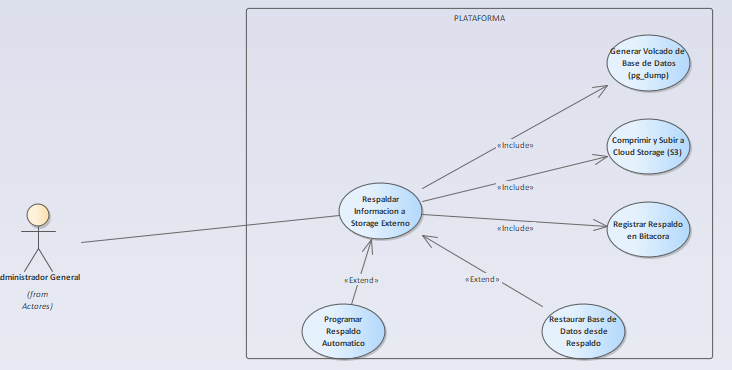 PLATAFORMA
Generar Volcado de
Base de Datos
(pg_dump)
«Include»
Comprimir y Subir a
Cloud Storage (S3)
«Include»
Respaldar
Informacion a
Storage Externo
Registrar Respaldo
en Bitacora
«Include»
dministrador General
(from
Actores)
«Extend»
«Extend»
Programar
Respaldo
Automatico
Restaurar Base de
Datos desde
Respaldo